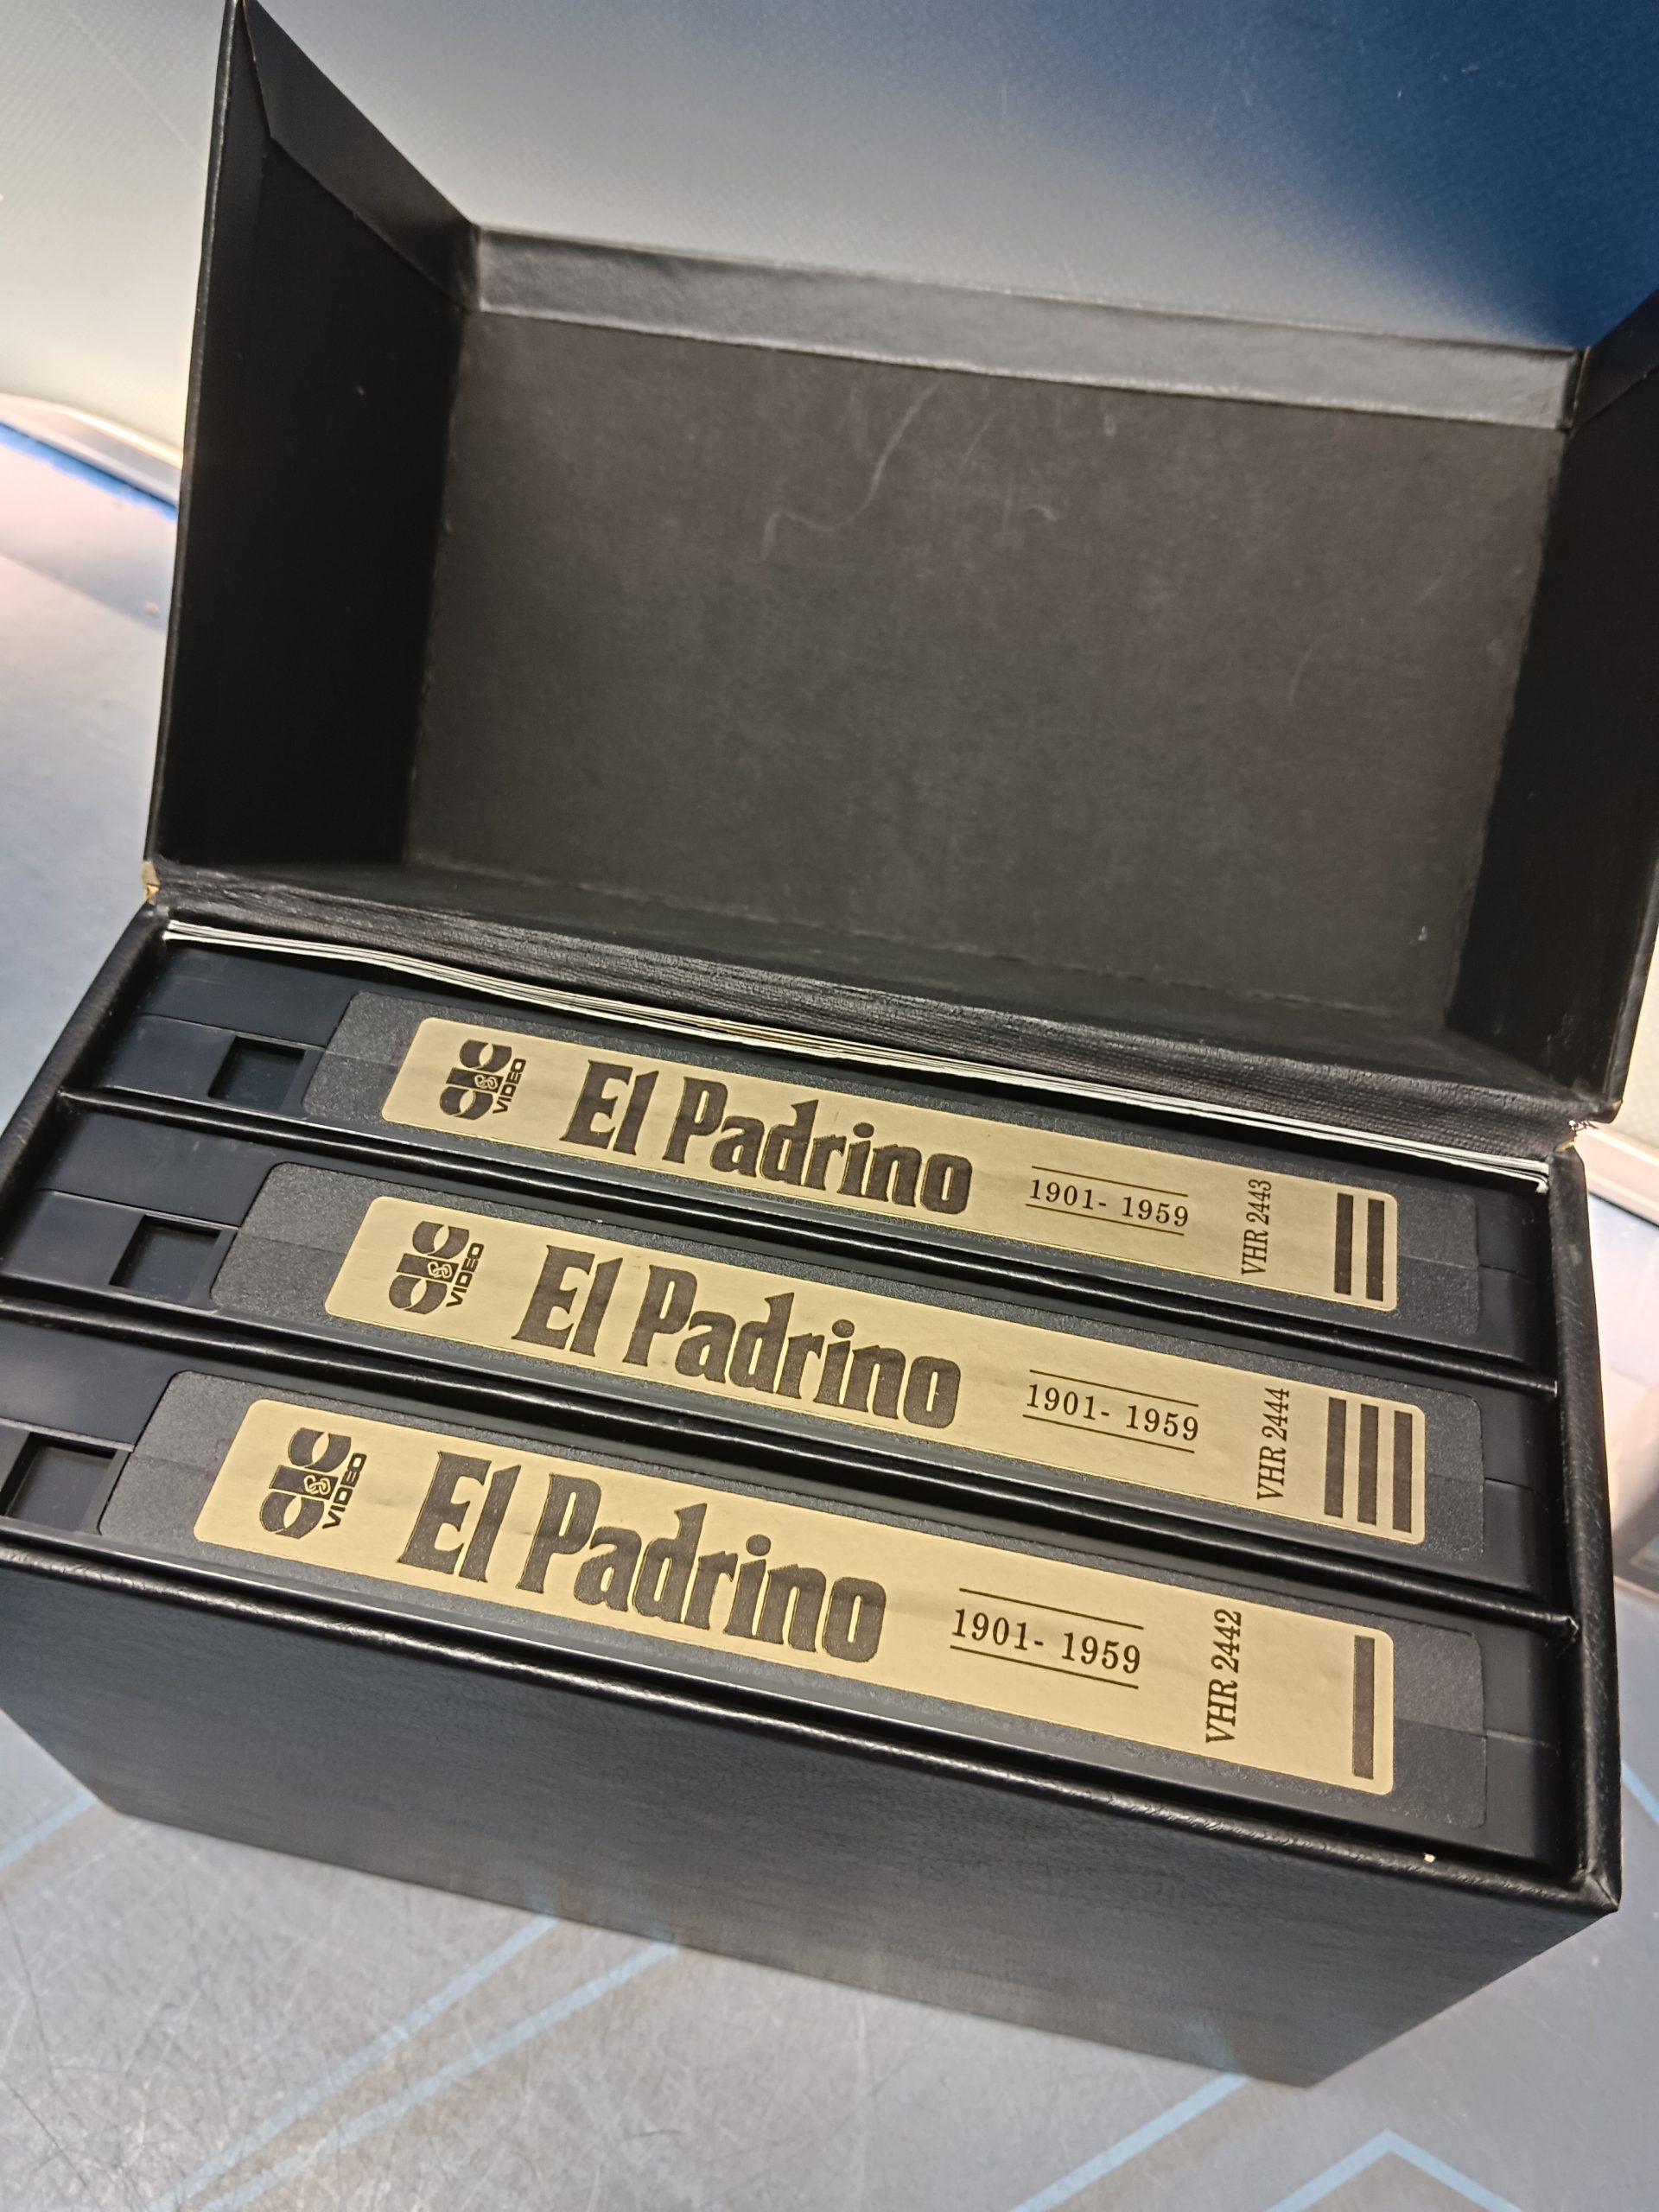 cic
VIDEO
El Padrino
1901- 1959
VHR 2443
II
cic
VIDEO
El Padrino
1901- 1959
VHR 2444
III
cic
VIDEO
El Padrino
1901- 1959
VHR 2442
I